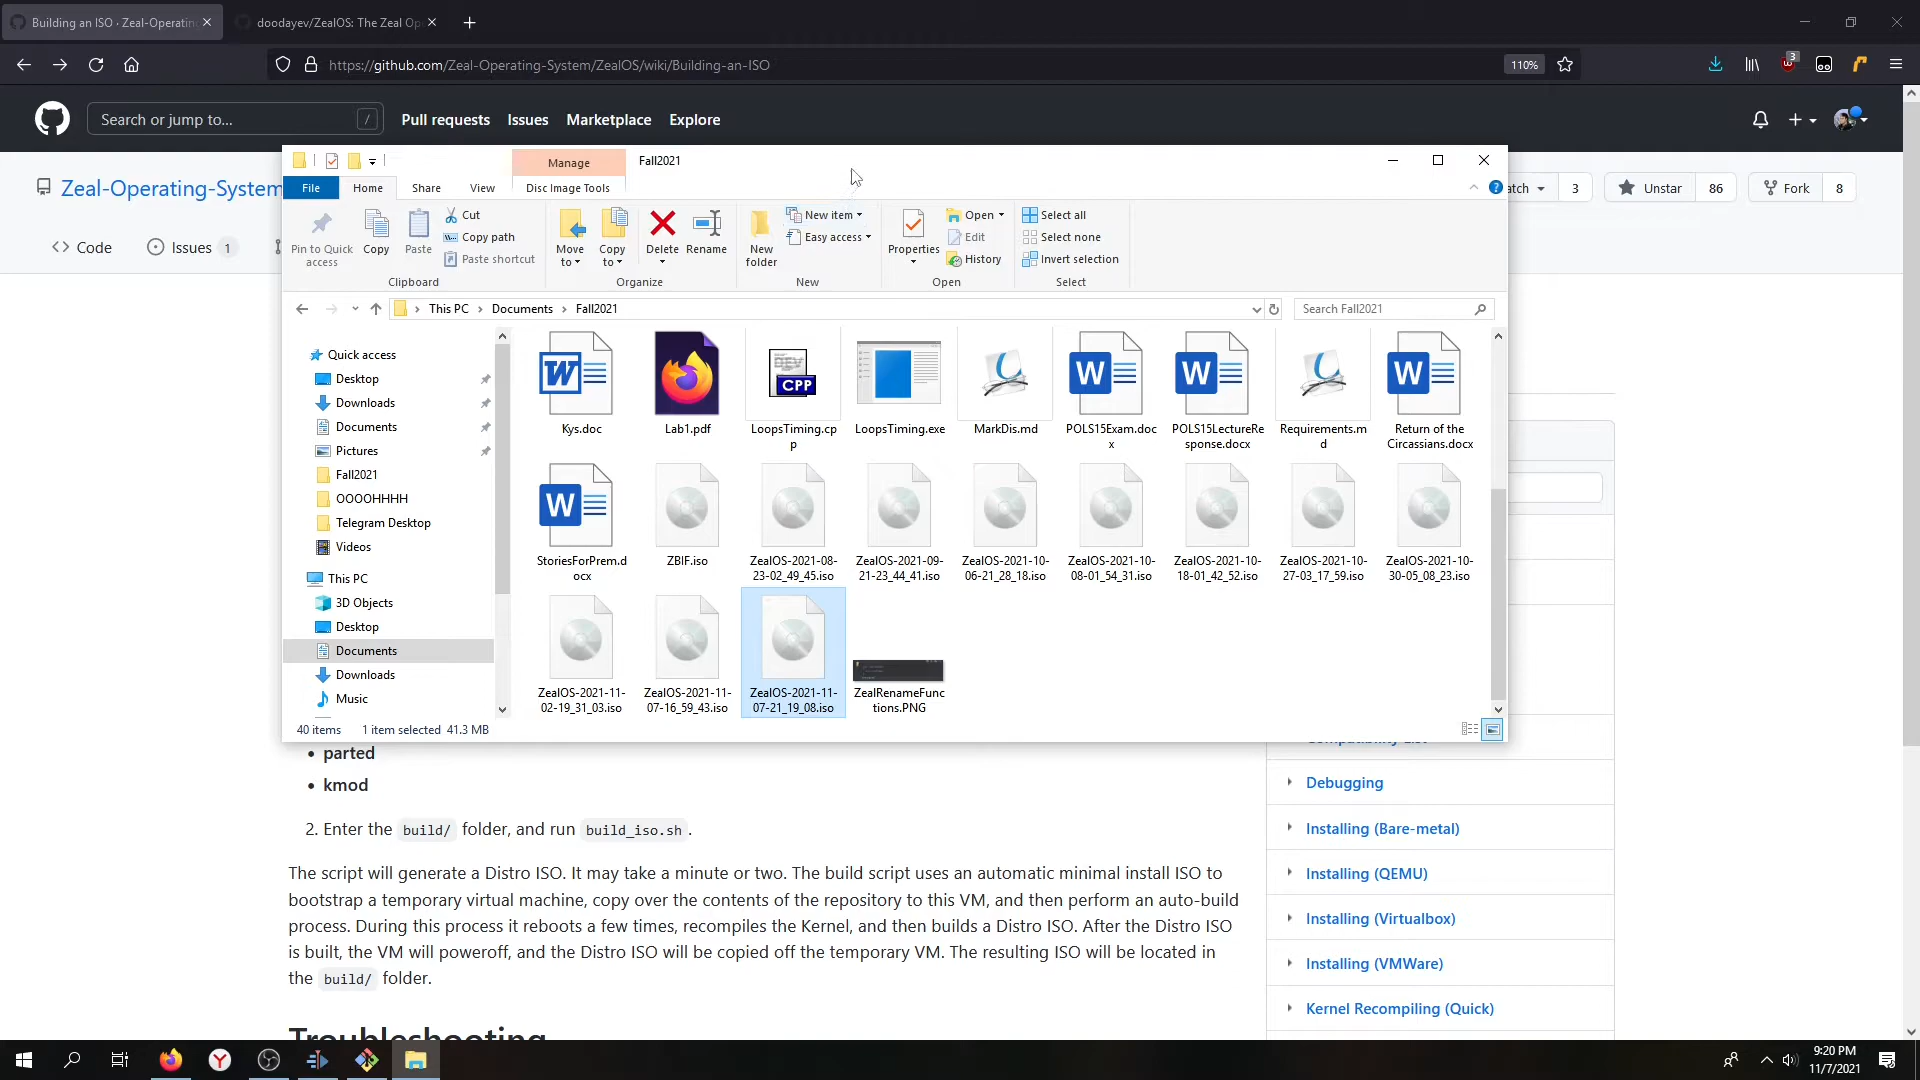 Building an ISO · Zeal-Operatin
doodayev/ZealOS: The Zeal Op
https://github.com/Zeal-Operating-System/ZealOS/wiki/Building-an-ISO
110%
3
Search or jump to...
/
Pull requests
Issues
Marketplace
Explore
Zeal-Operating-System
atch
3
Unstar
86
Fork
8
Code
Issues
1
Manage
Fall2021
File
Home
Share
View
Disc Image Tools
Pin to Quick
access
Copy
Paste
Cut
Copy path
Paste shortcut
Clipboard
Move
to
Copy
to
Delete
Rename
Organize
New
folder
New item
Easy access
New
Properties
Open
Edit
History
Open
Select all
Select none
Invert selection
Select
This PC
Documents
Fall2021
Search Fall2021
Quick access
Desktop
Downloads
Documents
Pictures
Fall2021
OOOOHHHH
Telegram Desktop
Videos
This PC
3D Objects
Desktop
Documents
Downloads
Music
DEV
CPP
Kys.doc
Lab1.pdf
LoopsTiming.cp
p
LoopsTiming.exe
MarkDis.md
POLS15Exam.doc
x
POLS15LectureRe
sponse.docx
Requirements.m
d
Return of the
Circassians.docx
StoriesForPrem.d
ocx
ZBIF.iso
ZealOS-2021-08-
23-02_49_45.iso
ZealOS-2021-09-
21-23_44_41.iso
ZealOS-2021-10-
06-21_28_18.iso
ZealOS-2021-10-
08-01_54_31.iso
ZealOS-2021-10-
18-01_42_52.iso
ZealOS-2021-10-
27-03_17_59.iso
ZealOS-2021-10-
30-05_08_23.iso
ZealOS-2021-11-
02-19_31_03.iso
ZealOS-2021-11-
07-16_59_43.iso
ZealOS-2021-11-
07-21_19_08.iso
ZealRenameFunc
tions.PNG
40 items
1 item selected 41.3 MB
• parted
• kmod
2. Enter the build/ folder, and run build_iso.sh.
The script will generate a Distro ISO. It may take a minute or two. The build script uses an automatic minimal install ISO to
bootstrap a temporary virtual machine, copy over the contents of the repository to this VM, and then perform an auto-build
process. During this process it reboots a few times, recompiles the Kernel, and then builds a Distro ISO. After the Distro ISO
is built, the VM will poweroff, and the Distro ISO will be copied off the temporary VM. The resulting ISO will be located in
the build/ folder.
Troubleshooting
Debugging
Installing (Bare-metal)
Installing (QEMU)
Installing (Virtualbox)
Installing (VMWare)
Kernel Recompiling (Quick)
9:20 PM
11/7/2021